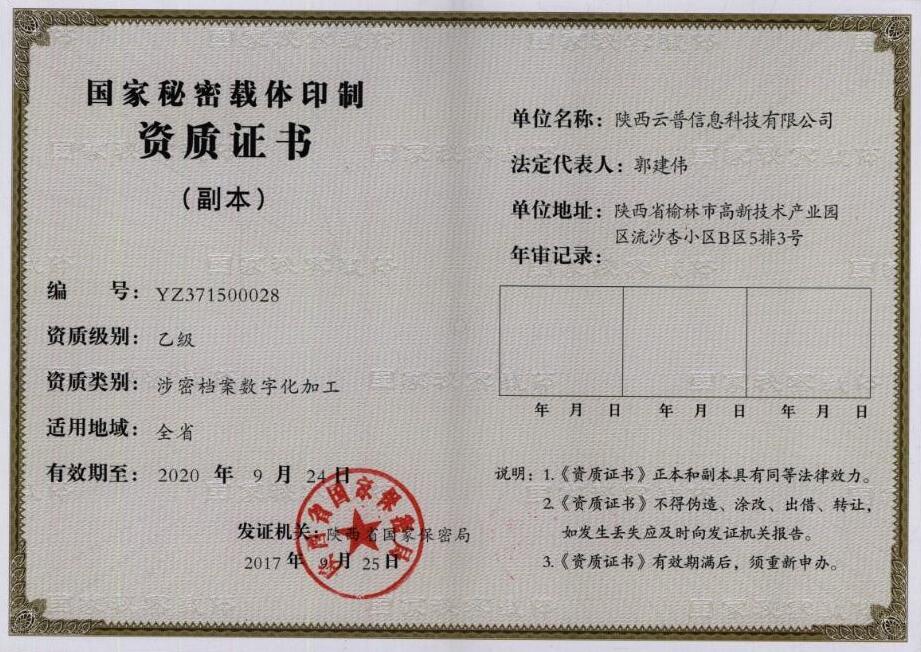 国家秘密载体印制
资质证书
（副本）
编 号：YZ371500028
资质级别：乙级
资质类别：涉密档案数字化加工
适用地域：全省
有效期至：2020 年 9 月 24 日
发证机关：陕西省国家保密局
2017 年 9 月 25 日
陕西省国家保密局
单位名称：陕西云普信息科技有限公司
法定代表人：郭建伟
单位地址：陕西省榆林市高新技术产业园
区流沙杏小区B区5排3号
年审记录：
年 月 日 年 月 日 年 月 日
说明：1.《资质证书》正本和副本具有同等法律效力。
2.《资质证书》不得伪造、涂改、出借、转让，
如发生丢失应及时向发证机关报告。
3.《资质证书》有效期满后，须重新申办。